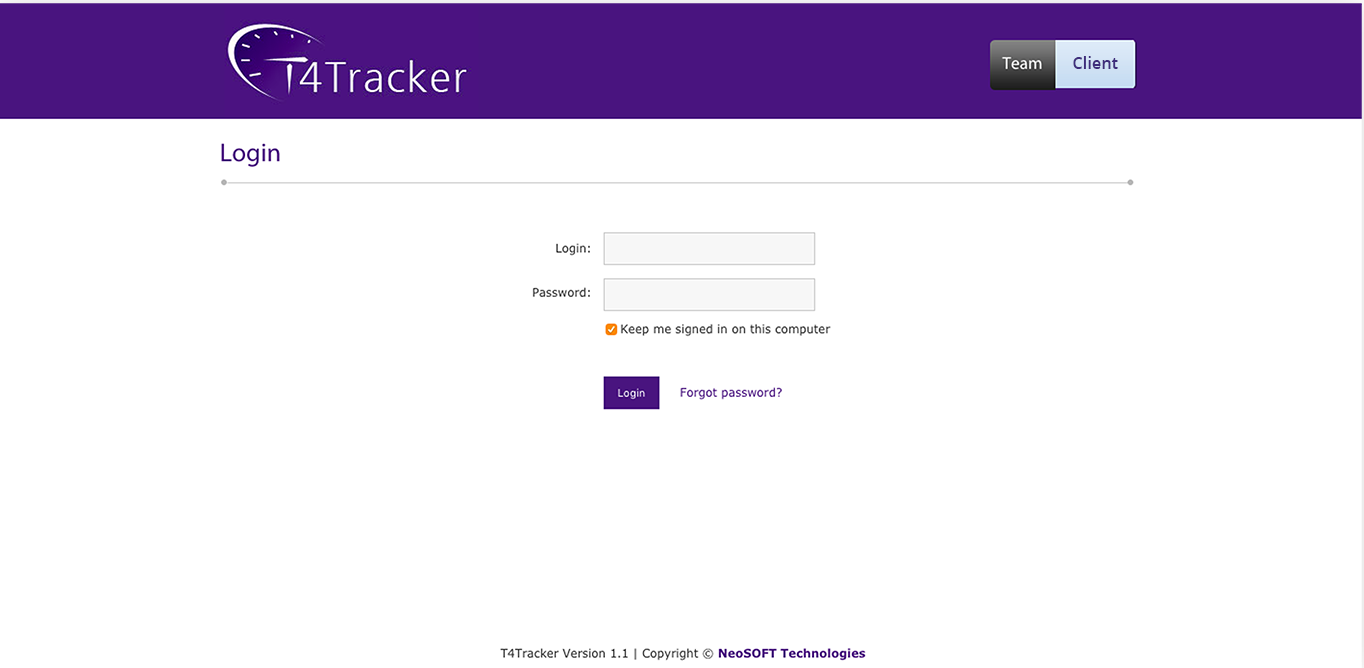 T4Tracker
Team Client
Login
Login:
Password:
Keep me signed in on this computer
Login Forgot password?
T4Tracker Version 1.1 | Copyright © NeoSOFT Technologies